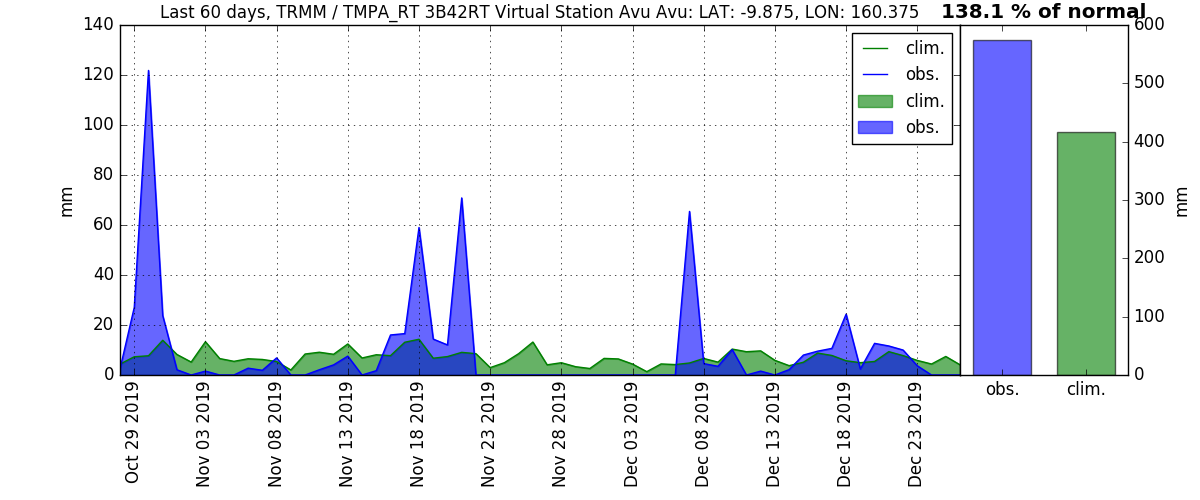 Last 60 days, TRMM / TMPA_RT 3B42RT Virtual Station Avu Avu: LAT: -9.875, LON: 160.375
138.1 % of normal
140
120
100
80
60
40
20
0
mm
clim.
obs.
clim.
obs.
600
500
400
300
200
100
0
mm
obs.
clim.
Oct 29 2019
Nov 03 2019
Nov 08 2019
Nov 13 2019
Nov 18 2019
Nov 23 2019
Nov 28 2019
Dec 03 2019
Dec 08 2019
Dec 13 2019
Dec 18 2019
Dec 23 2019